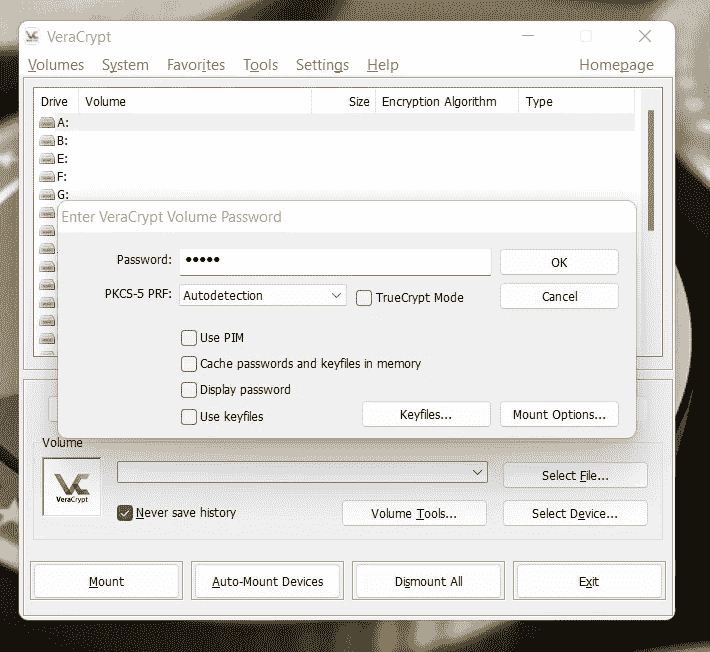 VeraCrypt
Volumes System Favorites Tools Settings Help Homepage
Drive Volume Size Encryption Algorithm Type
A:
B:
E:
F:
G:
Enter VeraCrypt Volume Password
Password: ••••• OK
PKCS-5 PRF: Autodetection TrueCrypt Mode Cancel
Use PIM
Cache passwords and keyfiles in memory
Display password
Use keyfiles Keyfiles... Mount Options...
Volume
VeraCrypt Select File...
Never save history Volume Tools... Select Device...
Mount Auto-Mount Devices Dismount All Exit